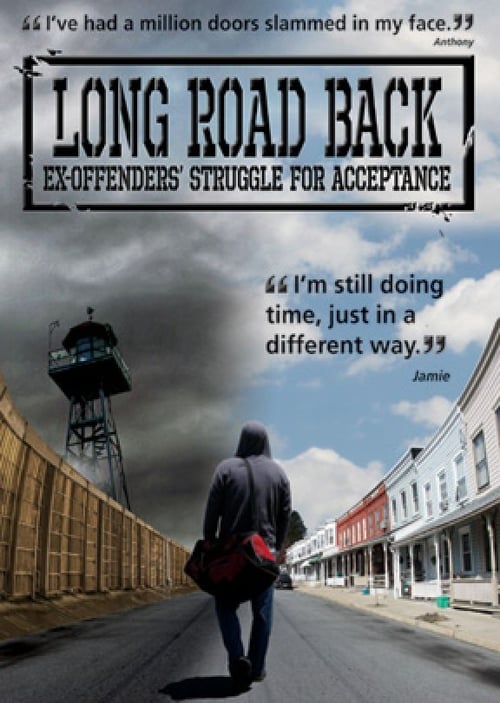 “I've had a million doors slammed in my face.”
Anthony
LONG ROAD BACK
EX-OFFENDERS' STRUGGLE FOR ACCEPTANCE
“I'm still doing
time, just in a
different way.”
Jamie